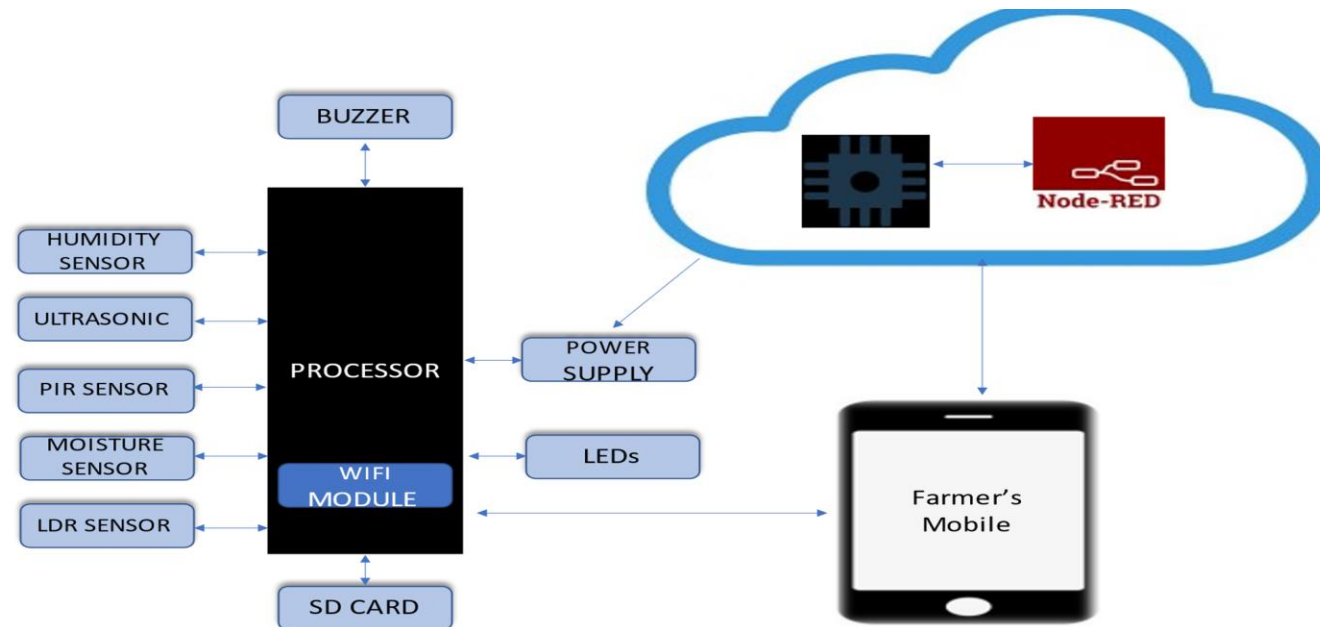 BUZZER
Node-RED
HUMIDITY
SENSOR
ULTRASONIC
PIR SENSOR
MOISTURE
SENSOR
LDR SENSOR
PROCESSOR
WIFI
MODULE
POWER
SUPPLY
LEDs
Farmer’s
Mobile
SD CARD